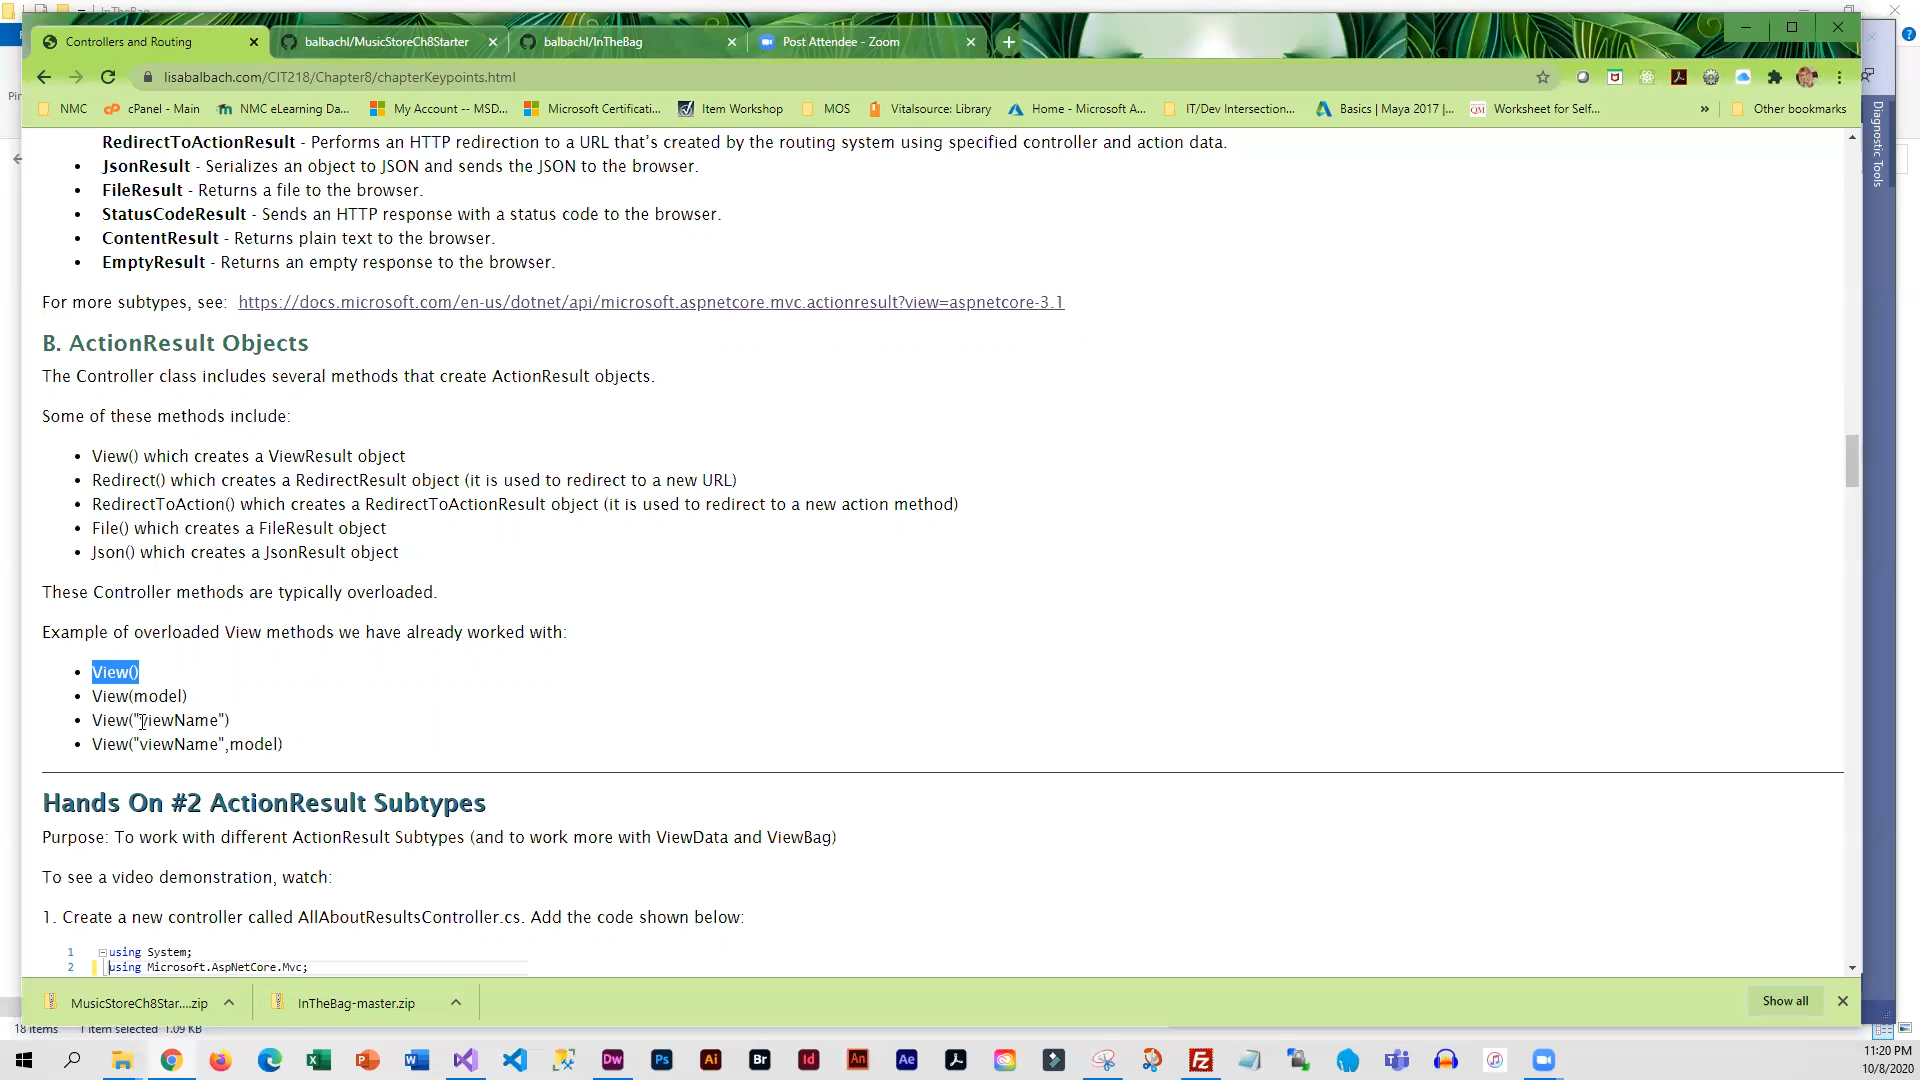 InTheBag
Controllers and Routing
balbachl/MusicStoreCh8Starter
balbachl/InTheBag
Post Attendee - Zoom
lisabalbach.com/CIT218/Chapter8/chapterKeypoints.html
NMC
cPanel - Main
NMC eLearning Da...
My Account -- MSD...
Microsoft Certificati...
Item Workshop
MOS
Vitalsource: Library
Home - Microsoft A...
IT/Dev Intersection...
Basics | Maya 2017 |...
QM
Worksheet for Self...
»
Other bookmarks
Diagnostic Tools
RedirectToActionResult - Performs an HTTP redirection to a URL that’s created by the routing system using specified controller and action data.
• JsonResult - Serializes an object to JSON and sends the JSON to the browser.
• FileResult - Returns a file to the browser.
• StatusCodeResult - Sends an HTTP response with a status code to the browser.
• ContentResult - Returns plain text to the browser.
• EmptyResult - Returns an empty response to the browser.
For more subtypes, see: https://docs.microsoft.com/en-us/dotnet/api/microsoft.aspnetcore.mvc.actionresult?view=aspnetcore-3.1
B. ActionResult Objects
The Controller class includes several methods that create ActionResult objects.
Some of these methods include:
• View() which creates a ViewResult object
• Redirect() which creates a RedirectResult object (it is used to redirect to a new URL)
• RedirectToAction() which creates a RedirectToActionResult object (it is used to redirect to a new action method)
• File() which creates a FileResult object
• Json() which creates a JsonResult object
These Controller methods are typically overloaded.
Example of overloaded View methods we have already worked with:
• View()
• View(model)
• View("viewName")
• View("viewName",model)
Hands On #2 ActionResult Subtypes
Purpose: To work with different ActionResult Subtypes (and to work more with ViewData and ViewBag)
To see a video demonstration, watch:
1. Create a new controller called AllAboutResultsController.cs. Add the code shown below:
1 using System;
2 using Microsoft.AspNetCore.Mvc;
MusicStoreCh8Star....zip
InTheBag-master.zip
Show all
18 items 1 item selected 1.09 KB
Dw
Ps
Ai
Br
Id
An
Ae
11:20 PM
10/8/2020